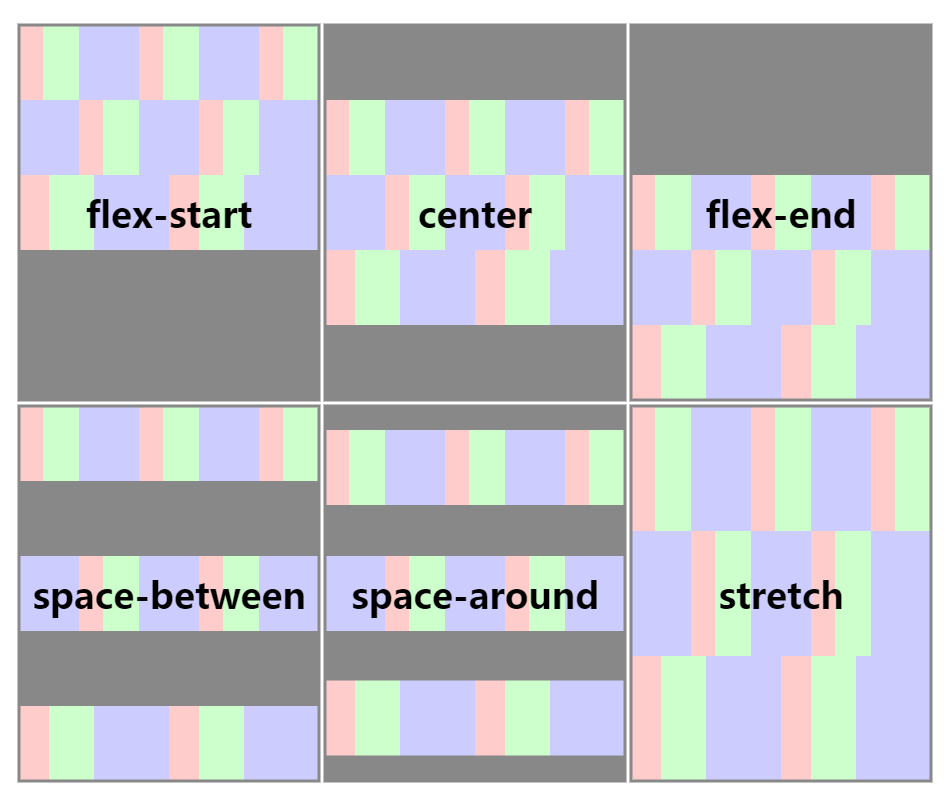 flex-start
center
flex-end
space-between
space-around
stretch